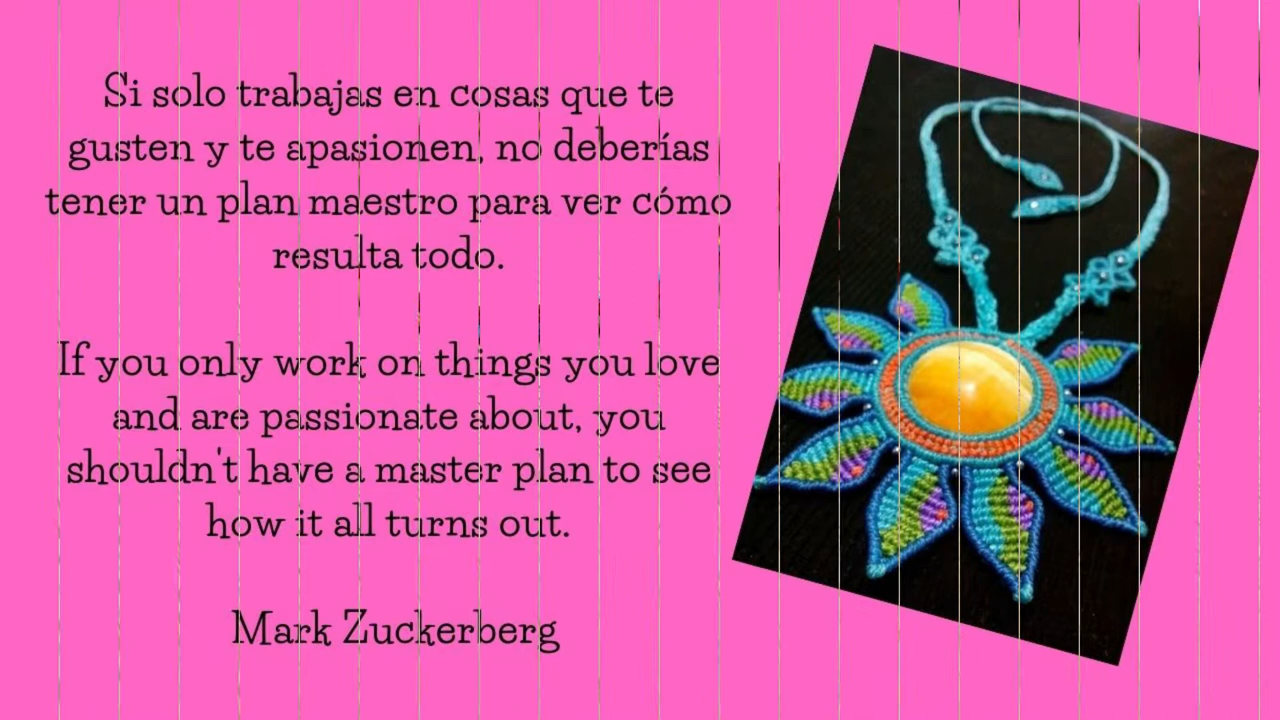 Si solo trabajas en cosas que te
gusten y te apasionen, no deberías
tener un plan maestro para ver cómo
resulta todo.
If you only work on things you love
and are passionate about, you
shouldn't have a master plan to see
how it all turns out.
Mark Zuckerberg